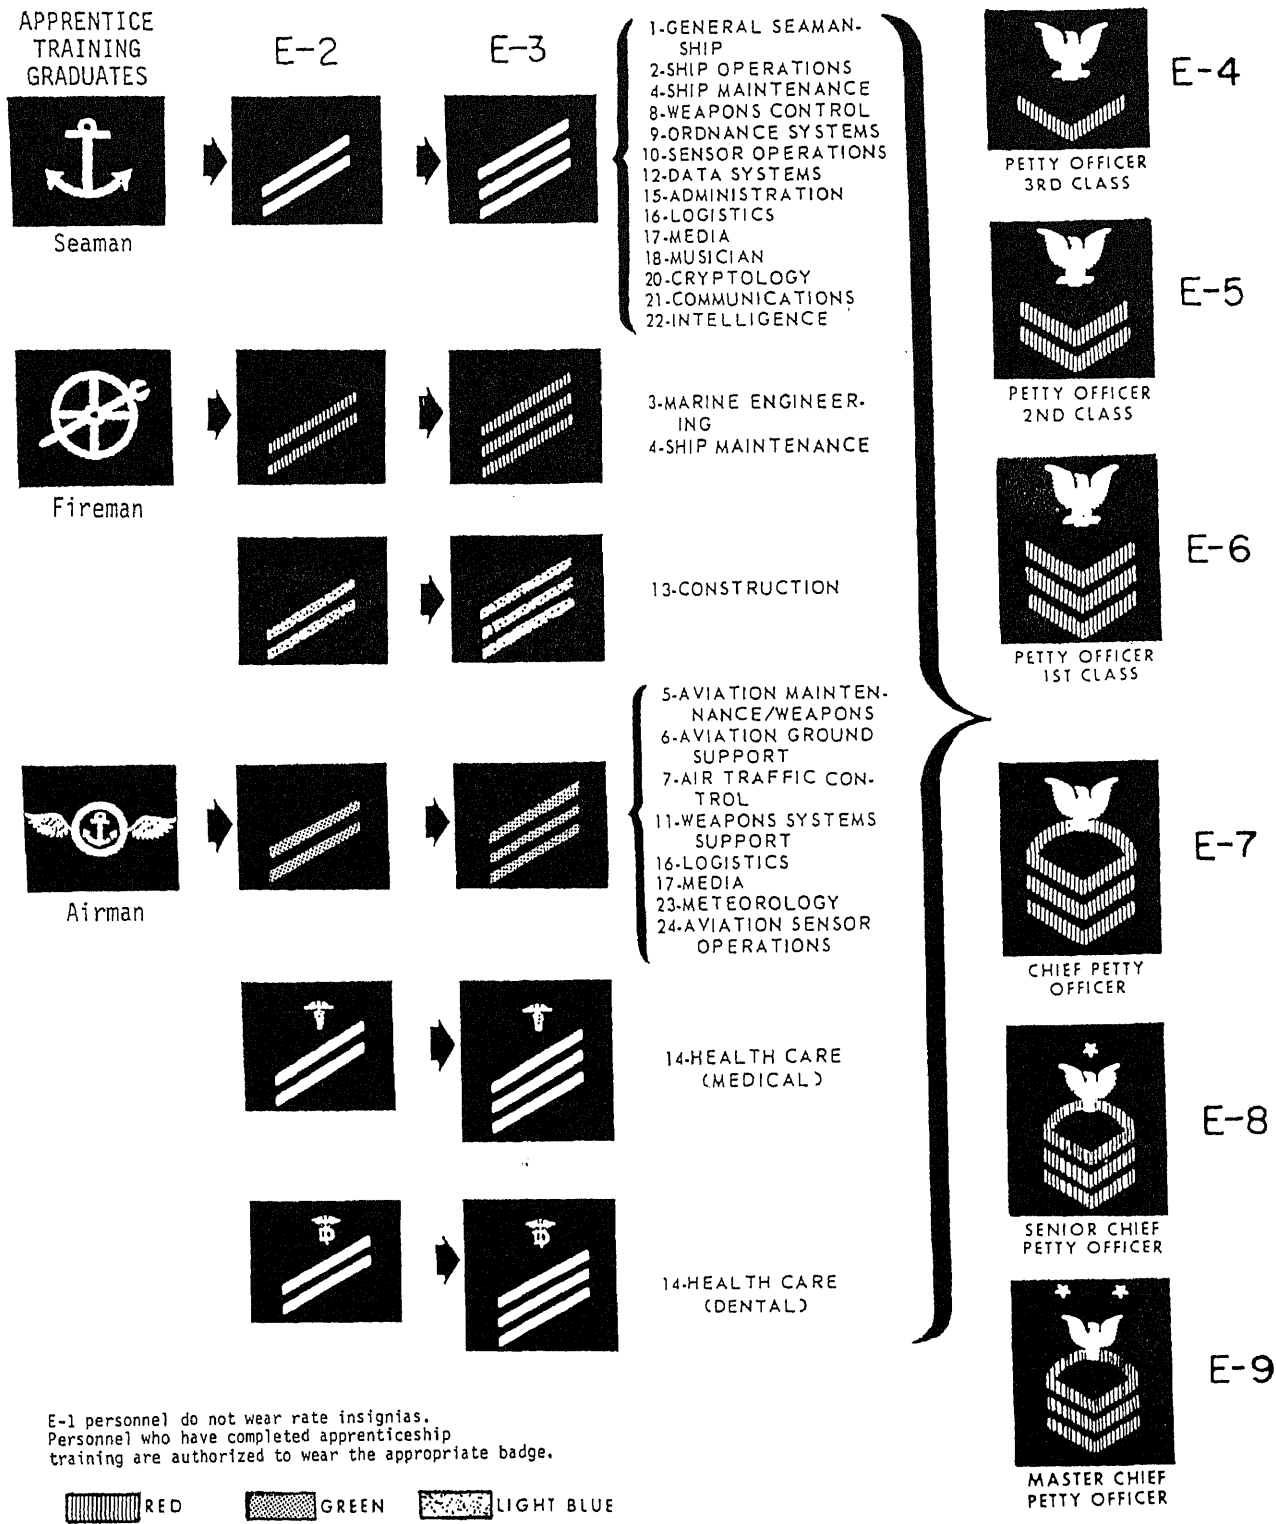 APPRENTICE
TRAINING
GRADUATES
E-2
E-3
Seaman
1-GENERAL SEAMAN-
SHIP
2-SHIP OPERATIONS
4-SHIP MAINTENANCE
8-WEAPONS CONTROL
9-ORDNANCE SYSTEMS
10-SENSOR OPERATIONS
12-DATA SYSTEMS
15-ADMINISTRATION
16-LOGISTICS
17-MEDIA
18-MUSICIAN
20-CRYPTOLOGY
21-COMMUNICATIONS
22-INTELLIGENCE
Fireman
3-MARINE ENGINEER-
ING
4-SHIP MAINTENANCE
13-CONSTRUCTION
Airman
5-AVIATION MAINTEN-
NANCE/WEAPONS
6-AVIATION GROUND
SUPPORT
7-AIR TRAFFIC CON-
TROL
11-WEAPONS SYSTEMS
SUPPORT
16-LOGISTICS
17-MEDIA
23-METEOROLOGY
24-AVIATION SENSOR
OPERATIONS
14-HEALTH CARE
(MEDICAL)
D
D
14-HEALTH CARE
(DENTAL)
E-4
PETTY OFFICER
3RD CLASS
E-5
PETTY OFFICER
2ND CLASS
E-6
PETTY OFFICER
1ST CLASS
E-7
CHIEF PETTY
OFFICER
E-8
SENIOR CHIEF
PETTY OFFICER
E-9
MASTER CHIEF
PETTY OFFICER
E-1 personnel do not wear rate insignias.
Personnel who have completed apprenticeship
training are authorized to wear the appropriate badge.
RED
GREEN
LIGHT BLUE